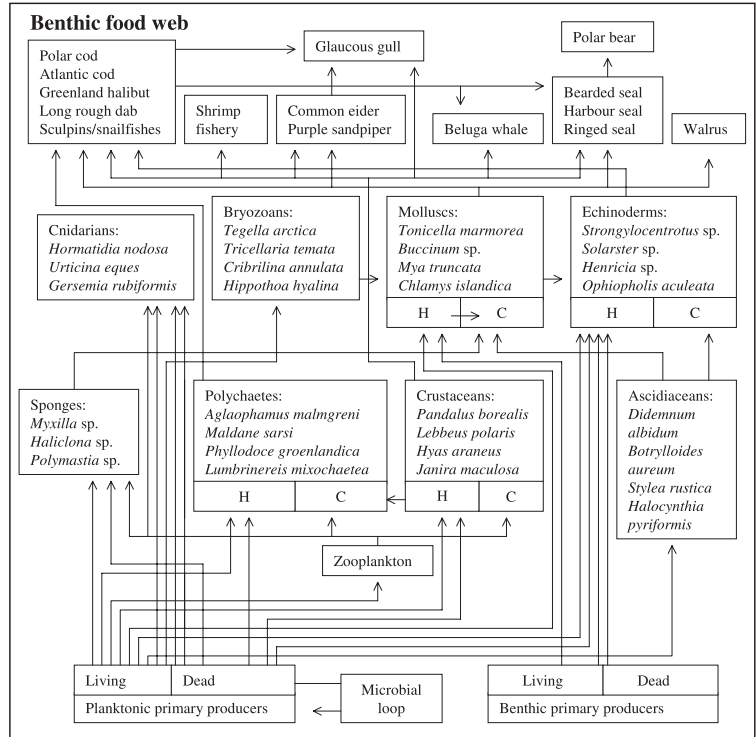 Benthic food web
Polar cod
Atlantic cod
Greenland halibut
Long rough dab
Sculpins/snailfishes
Glaucous gull
Polar bear
Shrimp
fishery
Common eider
Purple sandpiper
Beluga whale
Bearded seal
Harbour seal
Ringed seal
Walrus
Cnidarians:
Hormatidia nodosa
Urticina eques
Gersemia rubiformis
Bryozoans:
Tegella arctica
Tricellaria temata
Cribrilina annulata
Hippothoa hyalina
Molluscs:
Tonicella marmorea
Buccinum sp.
Mya truncata
Chlamys islandica
H C
Echinoderms:
Strongylocentrotus sp.
Solarster sp.
Henricia sp.
Ophiopholis aculeata
H C
Sponges:
Myxilla sp.
Haliclona sp.
Polymastia sp.
Polychaetes:
Aglaophamus malmgreni
Maldane sarsi
Phyllodoce groenlandica
Lumbrinereis mixochaetea
H C
Crustaceans:
Pandalus borealis
Lebbeus polaris
Hyas araneus
Janira maculosa
H C
Ascidiaceans:
Didemnum
albidum
Botrylloides
aureum
Stylea rustica
Halocynthia
pyriformis
Zooplankton
Living Dead
Planktonic primary producers
Microbial
loop
Living Dead
Benthic primary producers